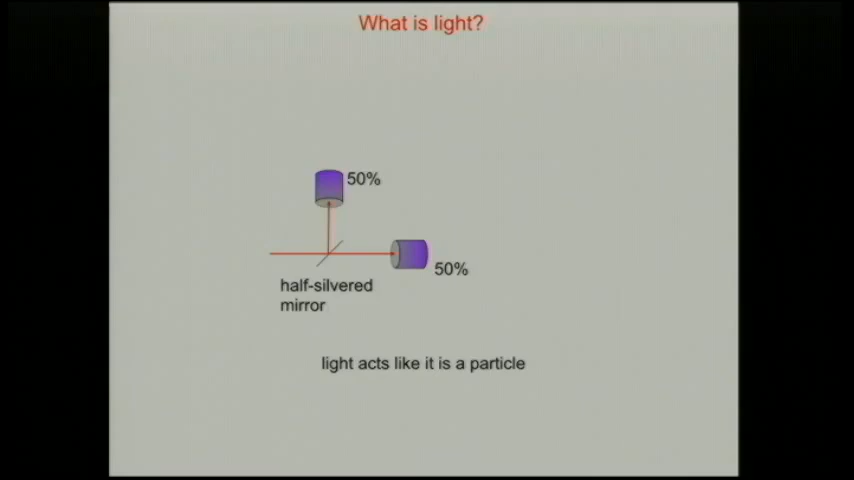 What is light?
50%
50%
half-silvered
mirror
light acts like it is a particle